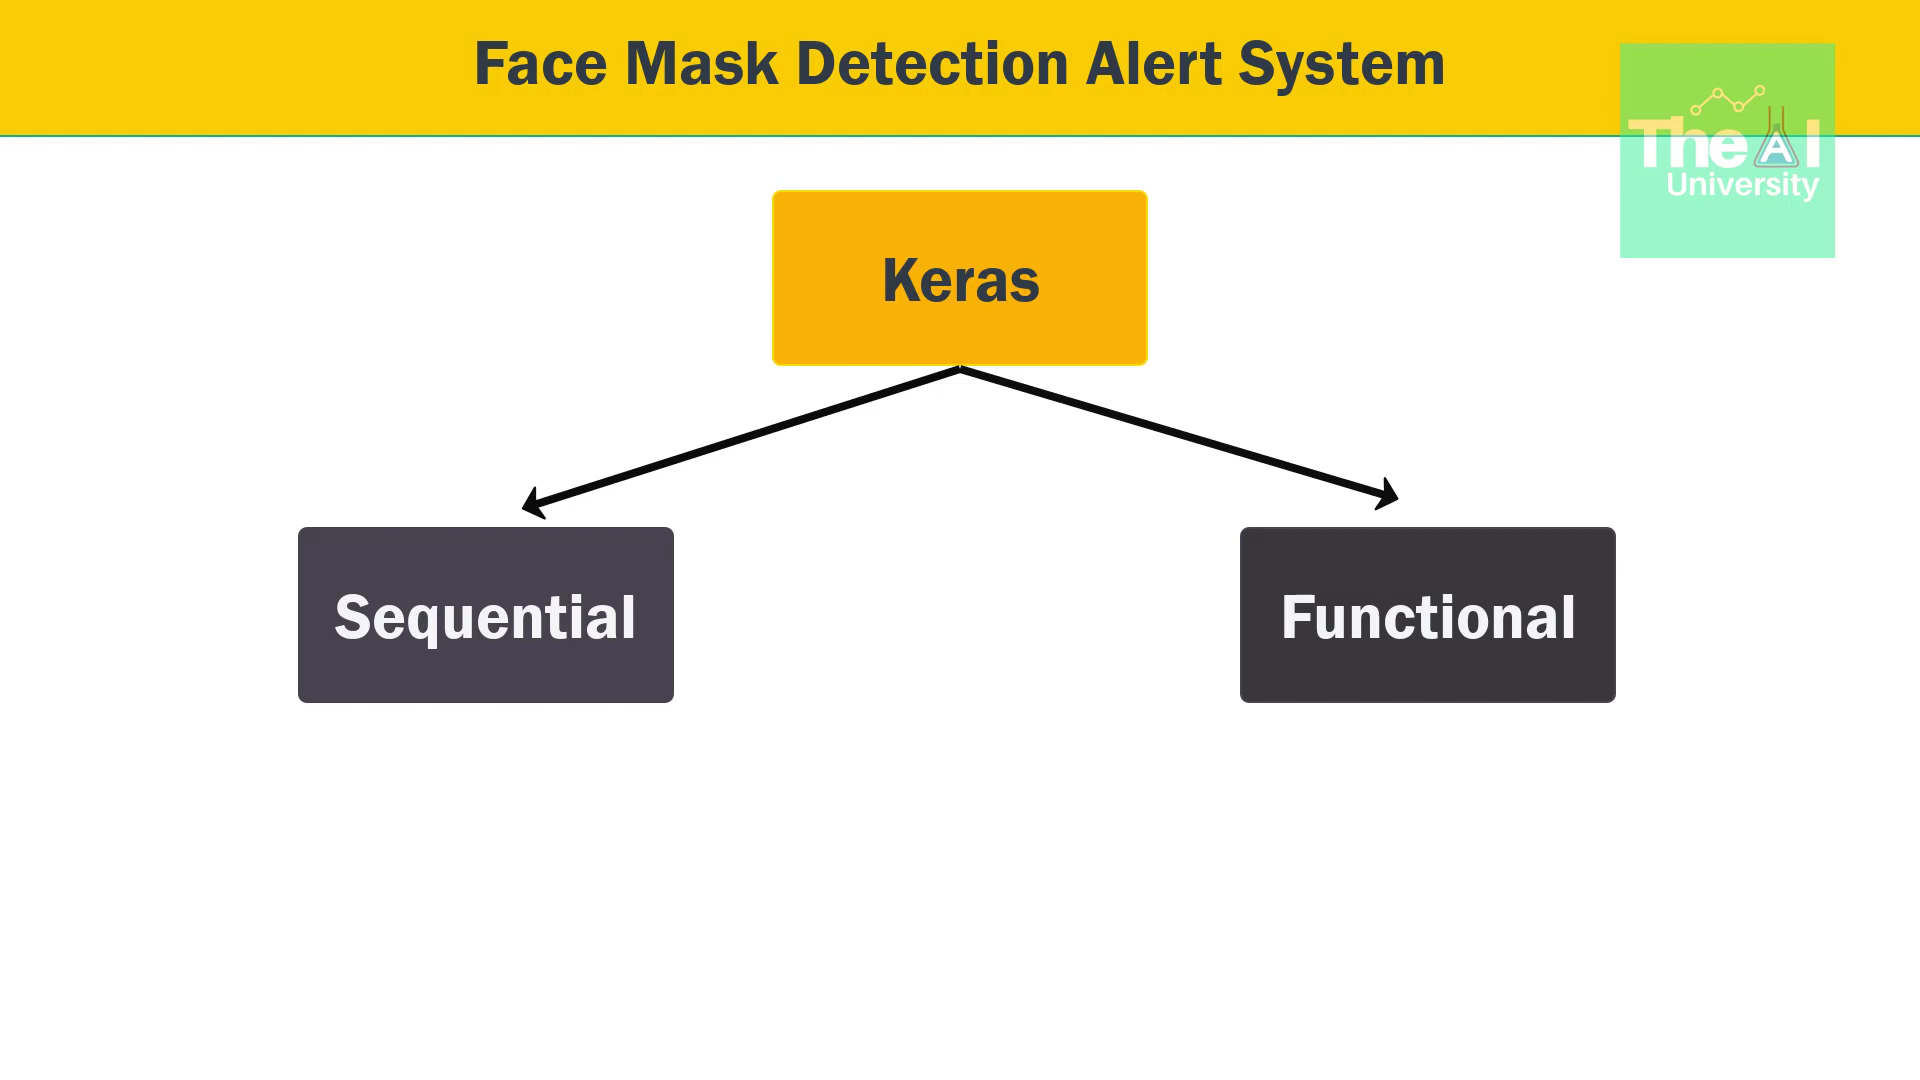 Face Mask Detection Alert System
The AI
University
Keras
Sequential
Functional